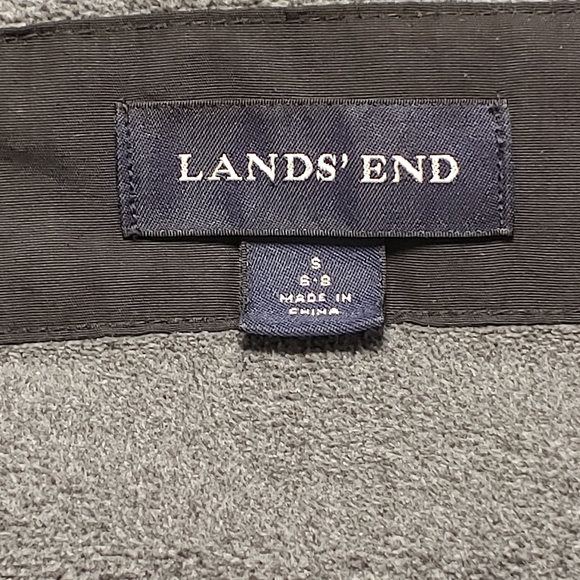 LANDS' END
S
6·8
MADE IN
CHINA